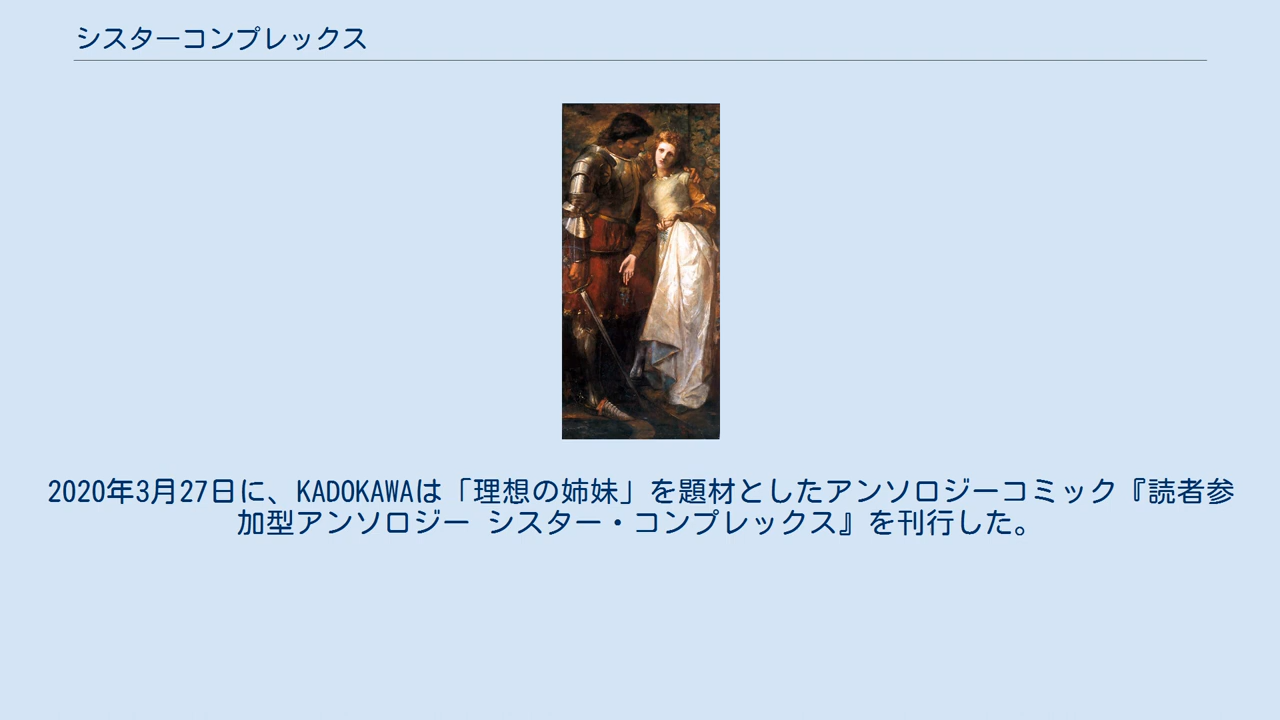 シスターコンプレックス
2020年3月27日に、KADOKAWAは「理想の姉妹」を題材としたアンソロジーコミック『読者参
加型アンソロジー シスター・コンプレックス』を刊行した。